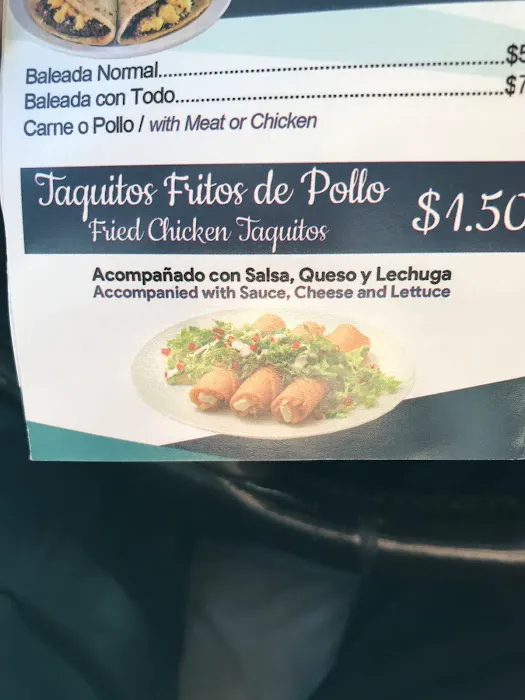 Baleada Normal..........................................................$5
Baleada con Todo......................................................$7
Carne o Pollo / with Meat or Chicken
Taquitos Fritos de Pollo $1.50
Fried Chicken Taquitos
Acompañado con Salsa, Queso y Lechuga
Accompanied with Sauce, Cheese and Lettuce